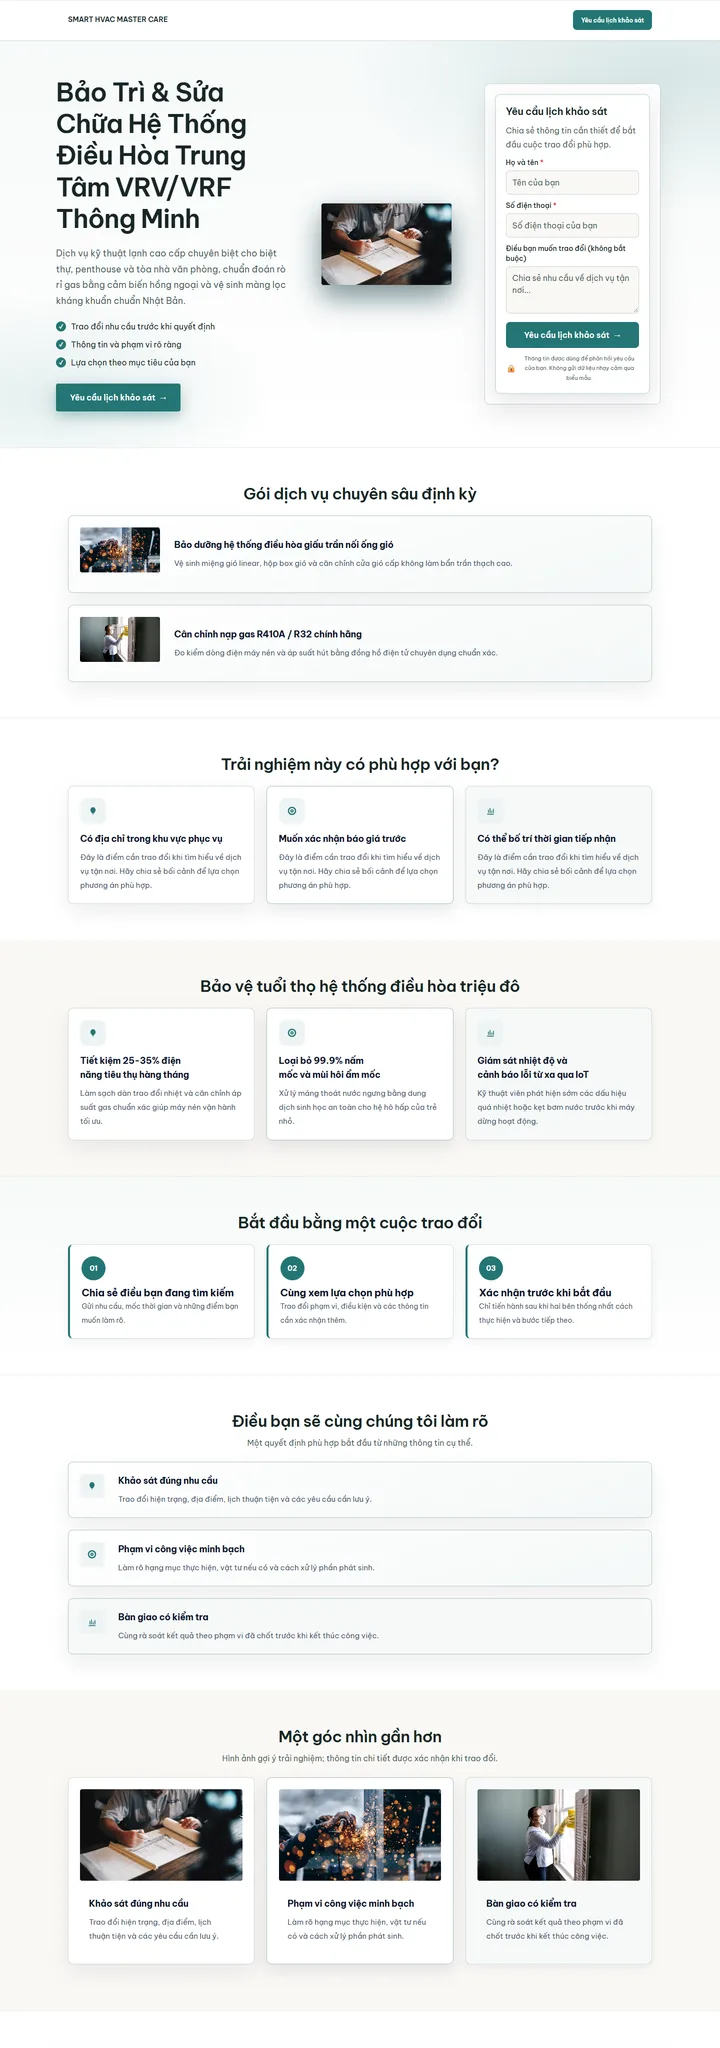 SMART HVAC MASTER CARE
Yêu cầu lịch khảo sát
Bảo Trì & Sửa
Chữa Hệ Thống
Điều Hòa Trung
Tâm VRV/VRF
Thông Minh
Dịch vụ kỹ thuật lạnh cao cấp chuyên biệt cho biệt
thự, penthouse và tòa nhà văn phòng, chuẩn đoán rò
rỉ gas bằng cảm biến hồng ngoại và vệ sinh màng lọc
kháng khuẩn chuẩn Nhật Bản.
Trao đổi nhu cầu trước khi quyết định
Thông tin và phạm vi rõ ràng
Lựa chọn theo mục tiêu của bạn
Yêu cầu lịch khảo sát →
Yêu cầu lịch khảo sát
Chia sẻ thông tin cần thiết để bắt
đầu cuộc trao đổi phù hợp.
Họ và tên *
Tên của bạn
Số điện thoại *
Số điện thoại của bạn
Điều bạn muốn trao đổi (không bắt
buộc)
Chia sẻ nhu cầu về dịch vụ tận
nơi...
Yêu cầu lịch khảo sát →
Thông tin được dùng để phản hồi yêu cầu
của bạn. Không gửi dữ liệu nhạy cảm qua
biểu mẫu.
Gói dịch vụ chuyên sâu định kỳ
Bảo dưỡng hệ thống điều hòa giấu trần nối ống gió
Vệ sinh miệng gió linear, hộp box gió và căn chỉnh cửa gió cấp không làm bẩn trần thạch cao.
Cân chỉnh nạp gas R410A / R32 chính hãng
Đo kiểm dòng điện máy nén và áp suất hút bằng đồng hồ điện tử chuyên dụng chuẩn xác.
Trải nghiệm này có phù hợp với bạn?
Có địa chỉ trong khu vực phục vụ
Đây là điểm cần trao đổi khi tìm hiểu về dịch
vụ tận nơi. Hãy chia sẻ bối cảnh để lựa chọn
phương án phù hợp.
Muốn xác nhận báo giá trước
Đây là điểm cần trao đổi khi tìm hiểu về dịch
vụ tận nơi. Hãy chia sẻ bối cảnh để lựa chọn
phương án phù hợp.
Có thể bố trí thời gian tiếp nhận
Đây là điểm cần trao đổi khi tìm hiểu về dịch
vụ tận nơi. Hãy chia sẻ bối cảnh để lựa chọn
phương án phù hợp.
Bảo vệ tuổi thọ hệ thống điều hòa triệu đô
Tiết kiệm 25-35% điện
năng tiêu thụ hàng tháng
Làm sạch dàn trao đổi nhiệt và cân chỉnh áp
suất gas chuẩn xác giúp máy nén vận hành
tối ưu.
Loại bỏ 99.9% nấm
mốc và mùi hôi ẩm mốc
Xử lý máng thoát nước ngưng bằng dung
dịch sinh học an toàn cho hệ hô hấp của trẻ
nhỏ.
Giám sát nhiệt độ và
cảnh báo lỗi từ xa qua IoT
Kỹ thuật viên phát hiện sớm các dấu hiệu
quá nhiệt hoặc kẹt bơm nước trước khi máy
dừng hoạt động.
Bắt đầu bằng một cuộc trao đổi
01
Chia sẻ điều bạn đang tìm kiếm
Gửi nhu cầu, mốc thời gian và những điểm bạn
muốn làm rõ.
02
Cùng xem lựa chọn phù hợp
Trao đổi phạm vi, điều kiện và các thông tin
cần xác nhận thêm.
03
Xác nhận trước khi bắt đầu
Chỉ tiến hành sau khi hai bên thống nhất cách
thực hiện và bước tiếp theo.
Điều bạn sẽ cùng chúng tôi làm rõ
Một quyết định phù hợp bắt đầu từ những thông tin cụ thể.
Khảo sát đúng nhu cầu
Trao đổi hiện trạng, địa điểm, lịch thuận tiện và các yêu cầu cần lưu ý.
Phạm vi công việc minh bạch
Làm rõ hạng mục thực hiện, vật tư nếu có và cách xử lý phần phát sinh.
Bàn giao có kiểm tra
Cùng rà soát kết quả theo phạm vi đã chốt trước khi kết thúc công việc.
Một góc nhìn gần hơn
Hình ảnh gợi ý trải nghiệm; thông tin chi tiết được xác nhận khi trao đổi.
Khảo sát đúng nhu cầu
Trao đổi hiện trạng, địa điểm, lịch
thuận tiện và các yêu cầu cần lưu ý.
Phạm vi công việc minh bạch
Làm rõ hạng mục thực hiện, vật tư nếu
có và cách xử lý phần phát sinh.
Bàn giao có kiểm tra
Cùng rà soát kết quả theo phạm vi đã
chốt trước khi kết thúc công việc.